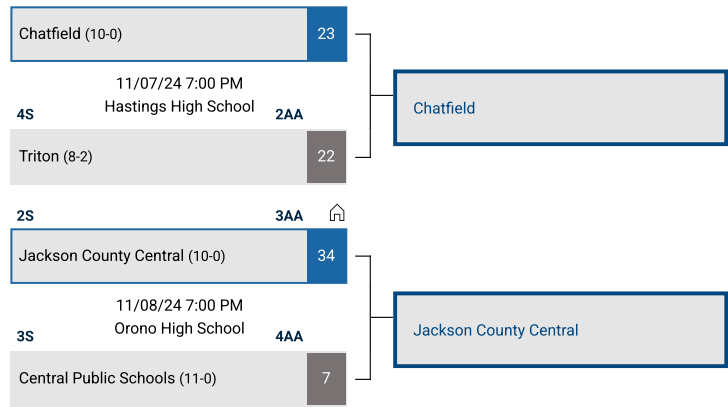 Chatfield (10-0) 23
11/07/24 7:00 PM
Hastings High School
4S 2AA
Triton (8-2) 22
Chatfield
2S 3AA
Jackson County Central (10-0) 34
11/08/24 7:00 PM
Orono High School
3S 4AA
Central Public Schools (11-0) 7
Jackson County Central